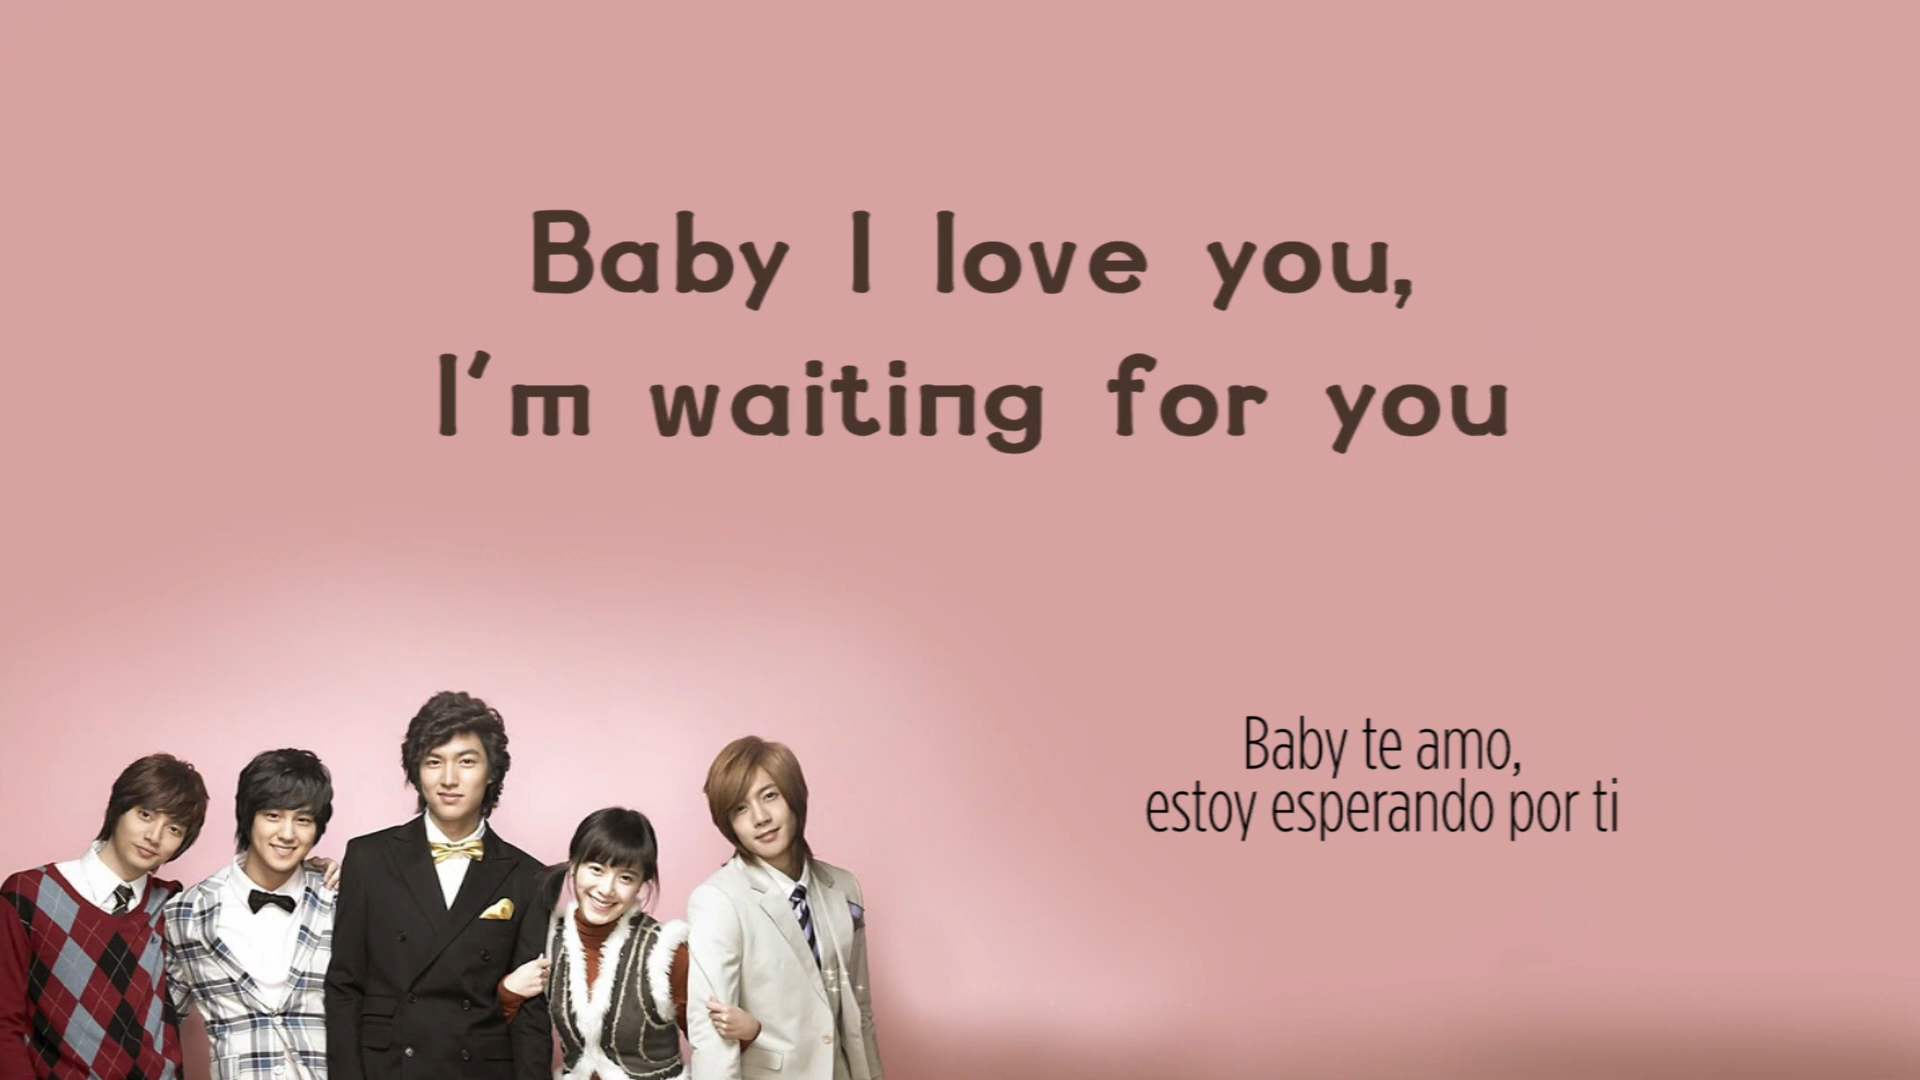 Baby I love you,
I'm waiting for you
Baby te amo,
estoy esperando por ti